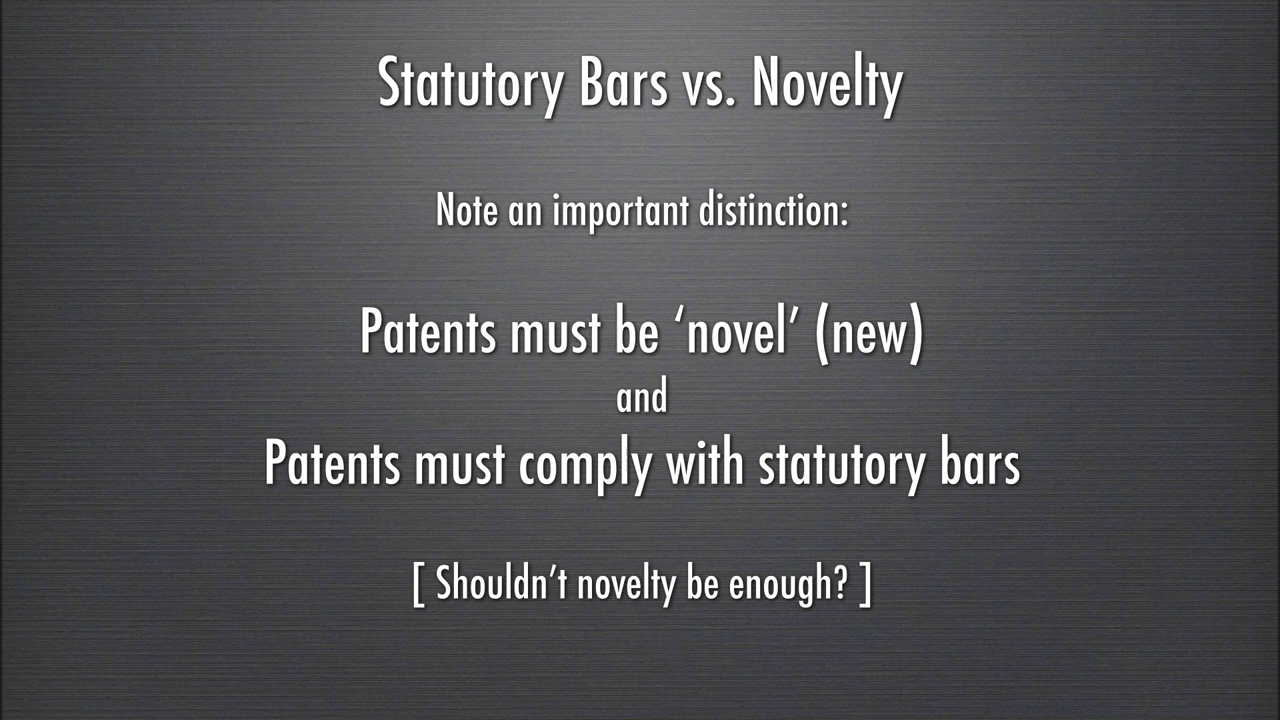 Statutory Bars vs. Novelty
Note an important distinction:
Patents must be ‘novel’ (new)
and
Patents must comply with statutory bars
[ Shouldn’t novelty be enough? ]